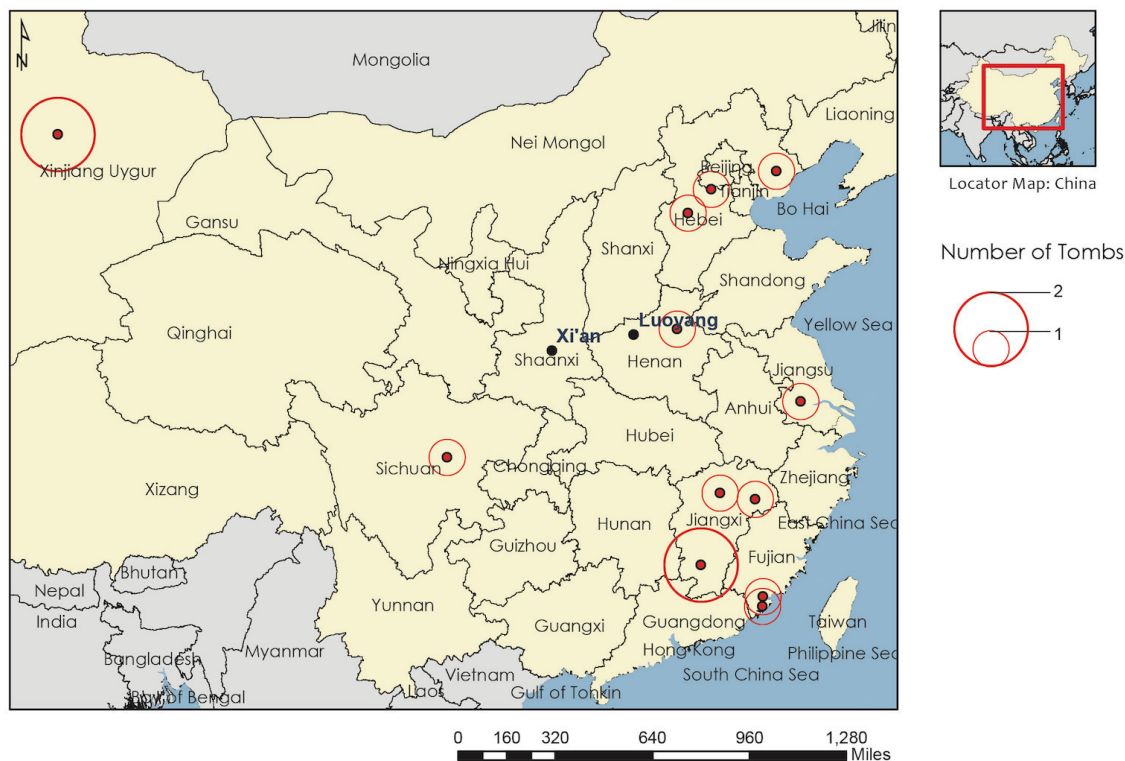 N
Mongolia
Jilin
Liaoning
Nei Mongol
Beijing
Xinjiang Uygur
Tianjin
Bo Hai
Gansu
Hebei
Shanxi
Ningxia Hui
Shandong
Qinghai
Luoyang
Yellow Sea
Xi'an
Shaanxi
Henan
Jiangsu
Anhui
Hubei
Sichuan
Chongqing
Zhejiang
Xizang
Jiangxi
East China Sea
Hunan
Guizhou
Fujian
Bhutan
Nepal
India
Yunnan
Guangxi
Guangdong
Taiwan
Hong Kong
Philippine Sea
Myanmar
Bangladesh
Vietnam
South China Sea
Laos
Gulf of Tonkin
Bay of Bengal
0 160 320 640 960 1,280
Miles
Locator Map: China
Number of Tombs
2
1